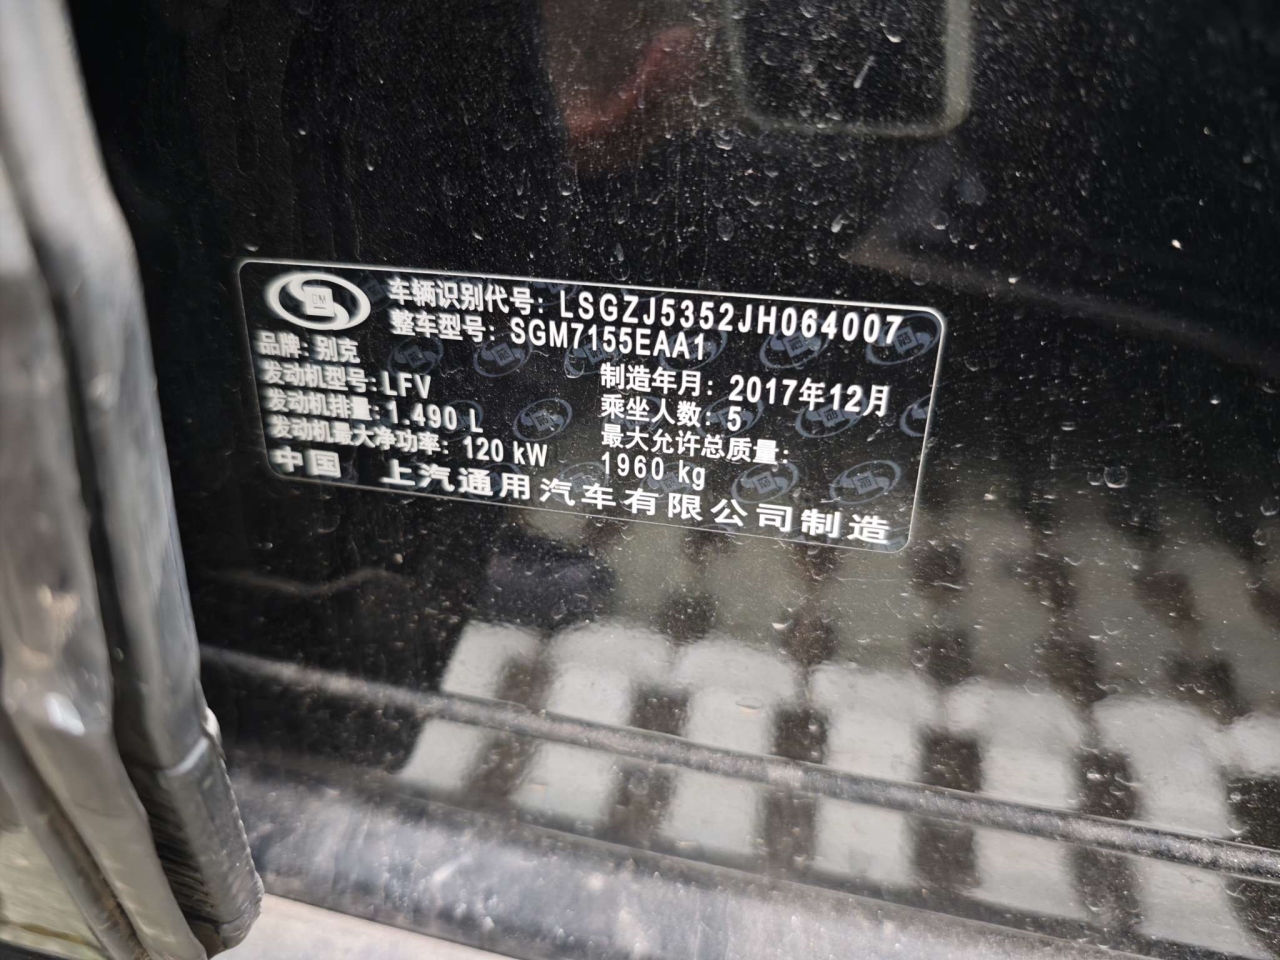 GM
车辆识别代号: LSGZJ5352JH064007
整车型号: SGM7155EAA1
品牌: 别克
发动机型号: LFV
制造年月: 2017年12月
发动机排量: 1.490 L
乘坐人数: 5
发动机最大净功率: 120 kW
最大允许总质量:
1960 kg
中国 上汽通用汽车有限公司制造